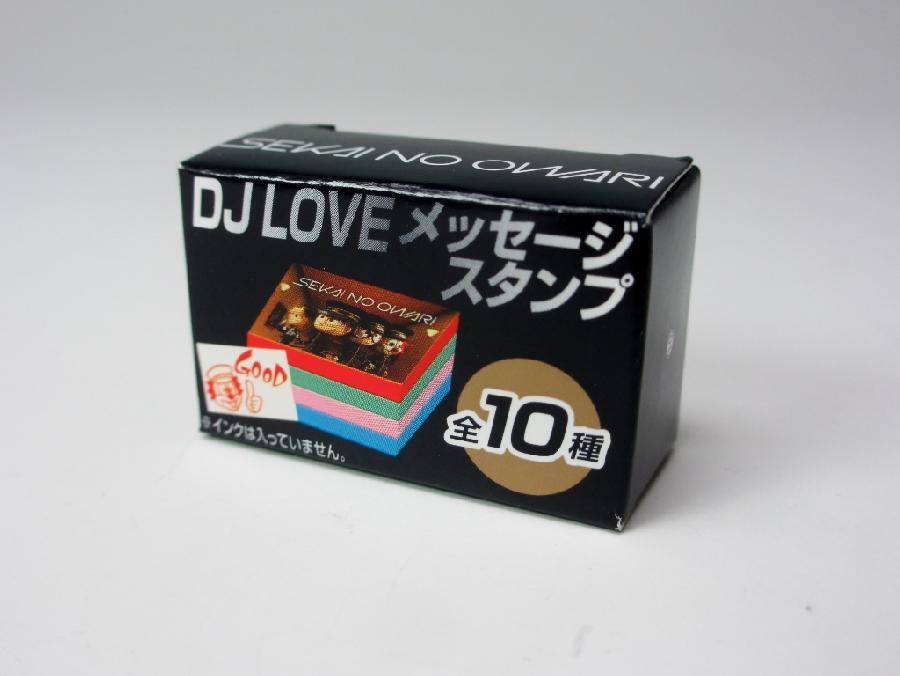 SEKAI NO OWARI
DJ LOVE メッセージ
スタンプ
SEKAI NO OWARI
GOOD
※インクは入っていません。
全10種